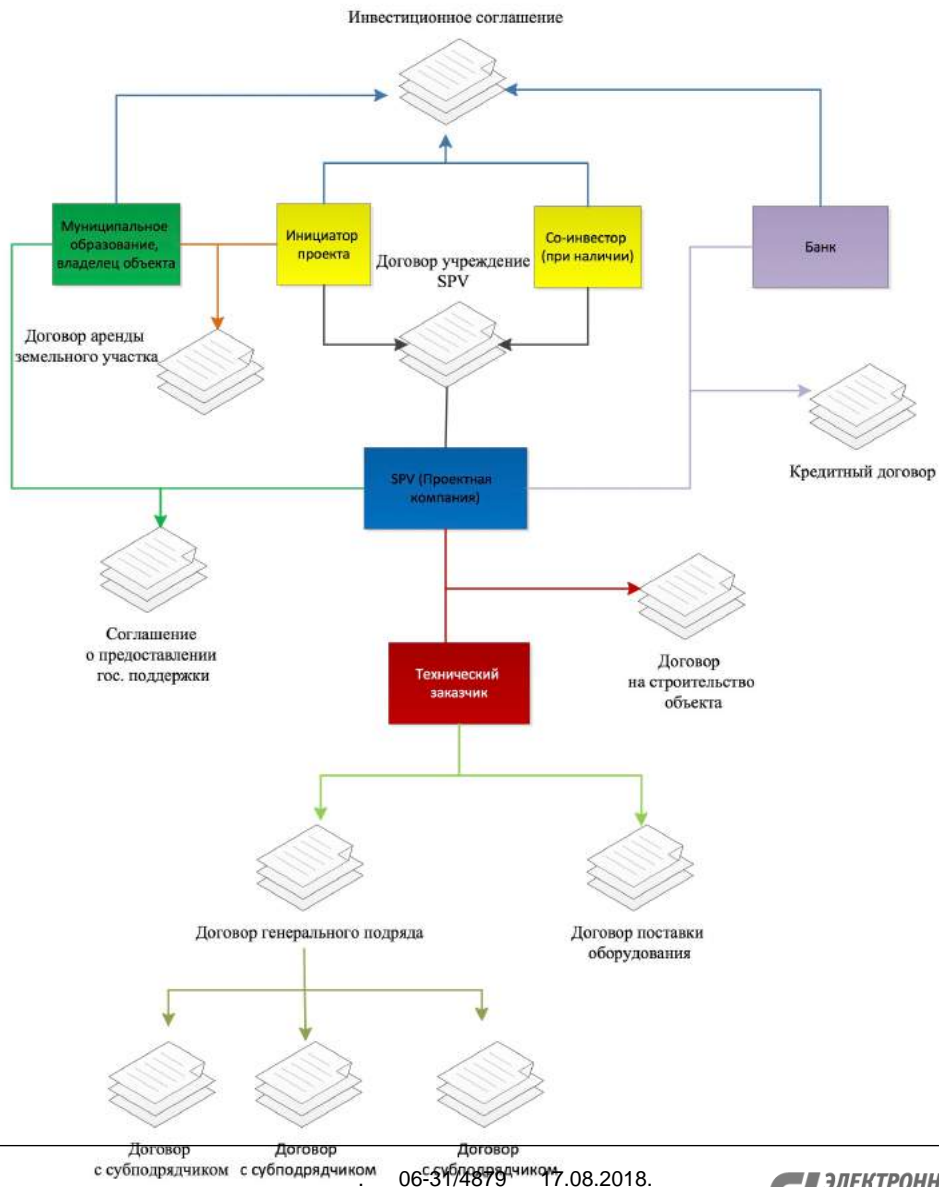 Инвестиционное соглашение
Муниципальное
образование,
владелец объекта
Инициатор
проекта
Со-инвестор
(при наличии)
Банк
Договор учреждение
SPV
Договор аренды
земельного участка
Кредитный договор
SPV (Проектная
компания)
Соглашение
о предоставлении
гос. поддержки
Договор
на строительство
объекта
Технический
заказчик
Договор генерального подряда
Договор поставки
оборудования
Договор
с субподрядчиком
Договор
с субподрядчиком
Договор
с субподрядчиком
. 06-31/4879 17.08.2018.